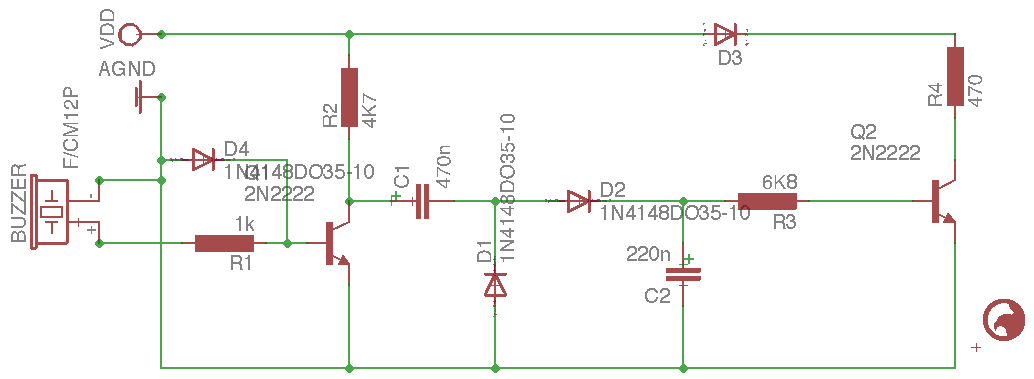 VDD
AGND
D3
R4
470
R2
4K7
F/CM12P
BUZZER
D4
1N4148DO35-10
Q1
2N2222
1k
R1
C1
470n
D1
1N4148DO35-10
D2
1N4148DO35-10
6K8
R3
220n
C2
Q2
2N2222